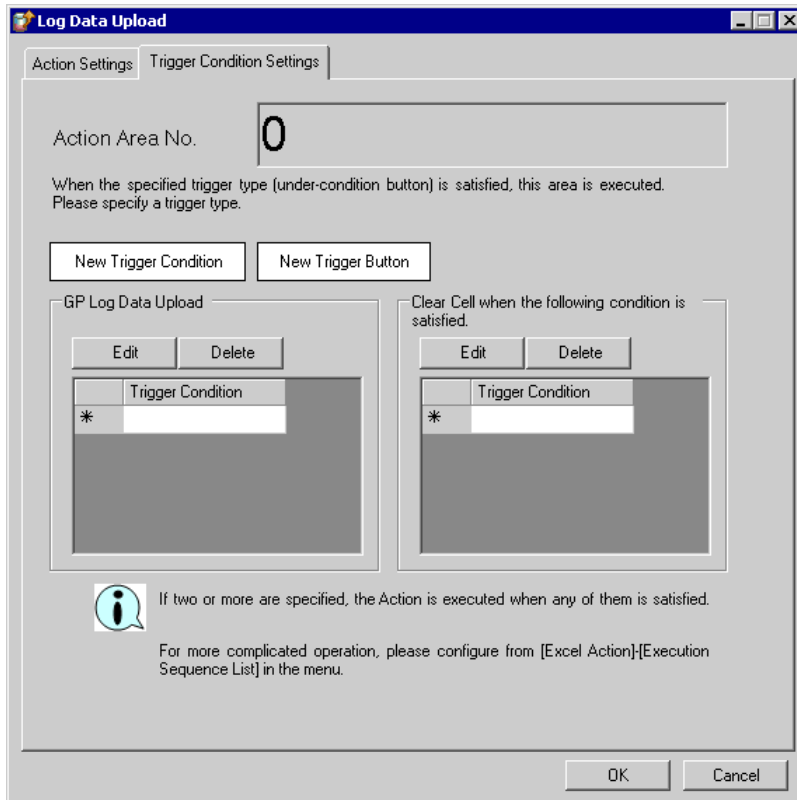 Log Data Upload
Action Settings
Trigger Condition Settings
Action Area No.
0
When the specified trigger type (under-condition button) is satisfied, this area is executed.
Please specify a trigger type.
New Trigger Condition
New Trigger Button
GP Log Data Upload
Edit
Delete
Trigger Condition
*
Clear Cell when the following condition is
satisfied.
Edit
Delete
Trigger Condition
*
If two or more are specified, the Action is executed when any of them is satisfied.
For more complicated operation, please configure from [Excel Action]-[Execution
Sequence List] in the menu.
OK
Cancel